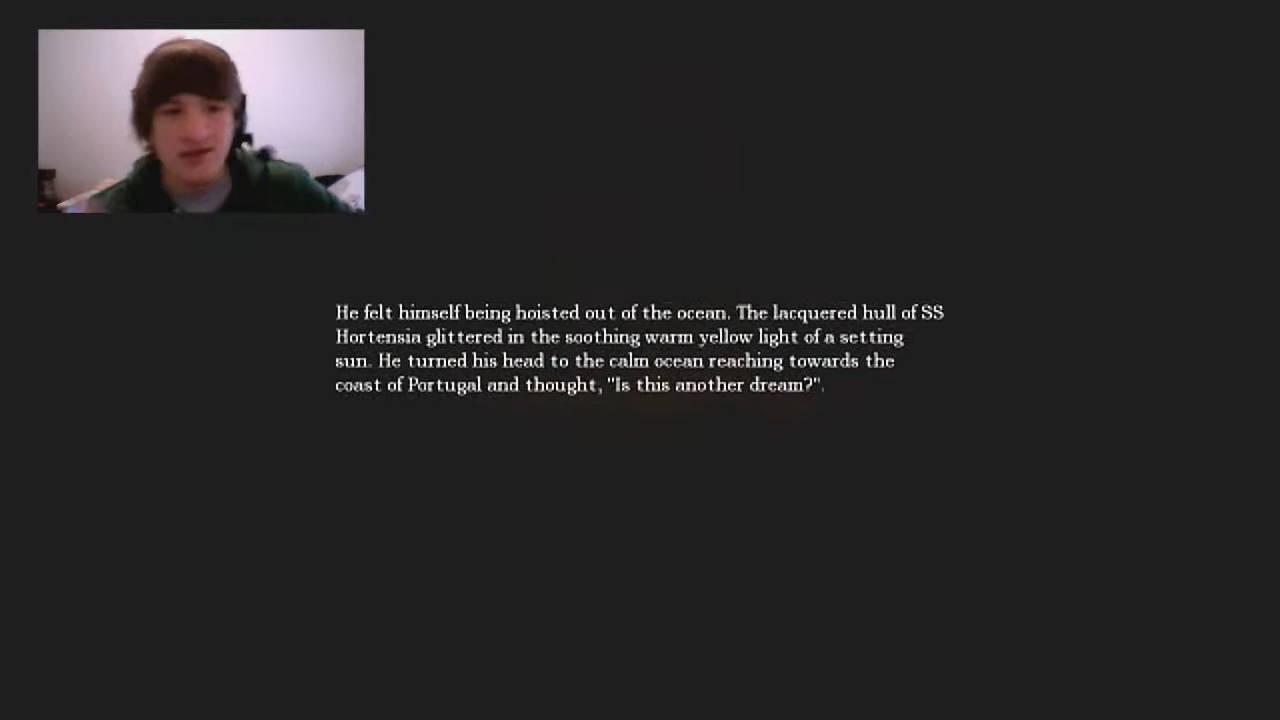 He felt himself being hoisted out of the ocean. The lacquered hull of SS
Hortensia glittered in the soothing warm yellow light of a setting
sun. He turned his head to the calm ocean reaching towards the
coast of Portugal and thought, "Is this another dream?".